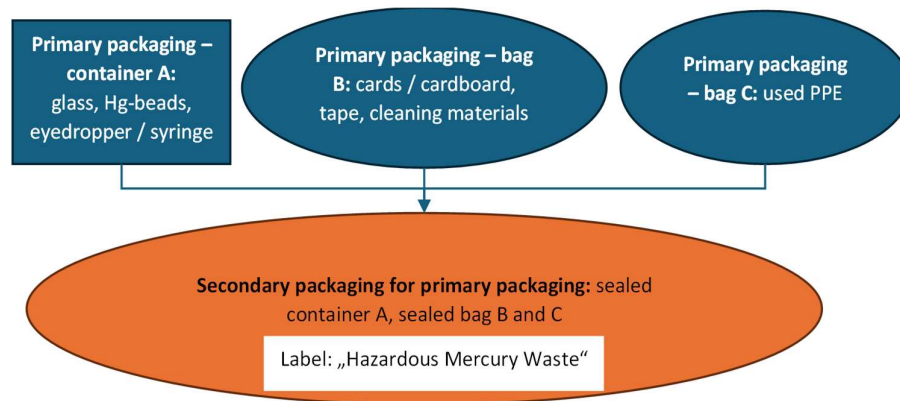 Primary packaging –
container A:
glass, Hg-beads,
eyedropper / syringe
Primary packaging – bag
B: cards / cardboard,
tape, cleaning materials
Primary packaging
– bag C: used PPE
Secondary packaging for primary packaging: sealed
container A, sealed bag B and C
Label: „Hazardous Mercury Waste“